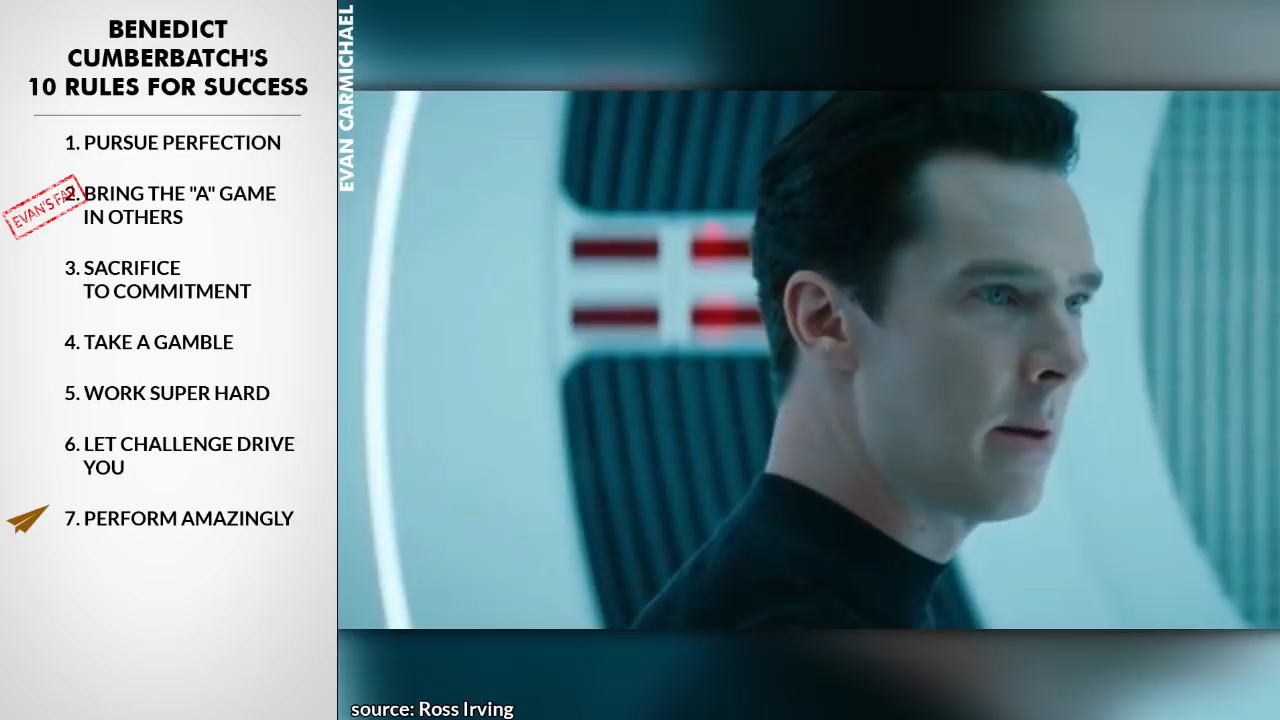 BENEDICT
CUMBERBATCH'S
10 RULES FOR SUCCESS
1. PURSUE PERFECTION
2. BRING THE "A" GAME
IN OTHERS
EVAN'S FAV
3. SACRIFICE
TO COMMITMENT
4. TAKE A GAMBLE
5. WORK SUPER HARD
6. LET CHALLENGE DRIVE
YOU
7. PERFORM AMAZINGLY
EVAN CARMICHAEL
source: Ross Irving